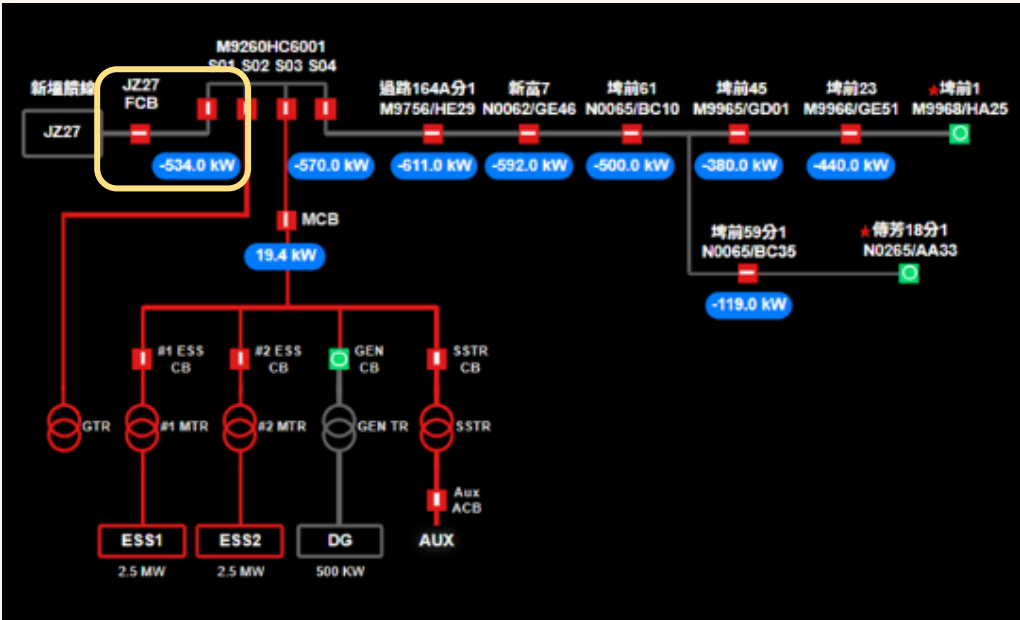 M9260HC6001
S01 S02 S03 S04
新埤饋線
JZ27
JZ27
FCB
-534.0 kW
-570.0 kW
過路164A分1
M9756/HE29
-611.0 kW
新富7
N0062/GE46
-592.0 kW
埤前61
N0065/BC10
-500.0 kW
埤前45
M9965/GD01
-380.0 kW
埤前23
M9966/GE51
-440.0 kW
★埤前1
M9968/HA25
MCB
19.4 kW
埤前59分1
N0065/BC35
-119.0 kW
★傳芳18分1
N0265/AA33
#1 ESS
CB
#2 ESS
CB
GEN
CB
SSTR
CB
GTR
#1 MTR
#2 MTR
GEN TR
SSTR
Aux
ACB
ESS1
ESS2
DG
AUX
2.5 MW
2.5 MW
500 KW